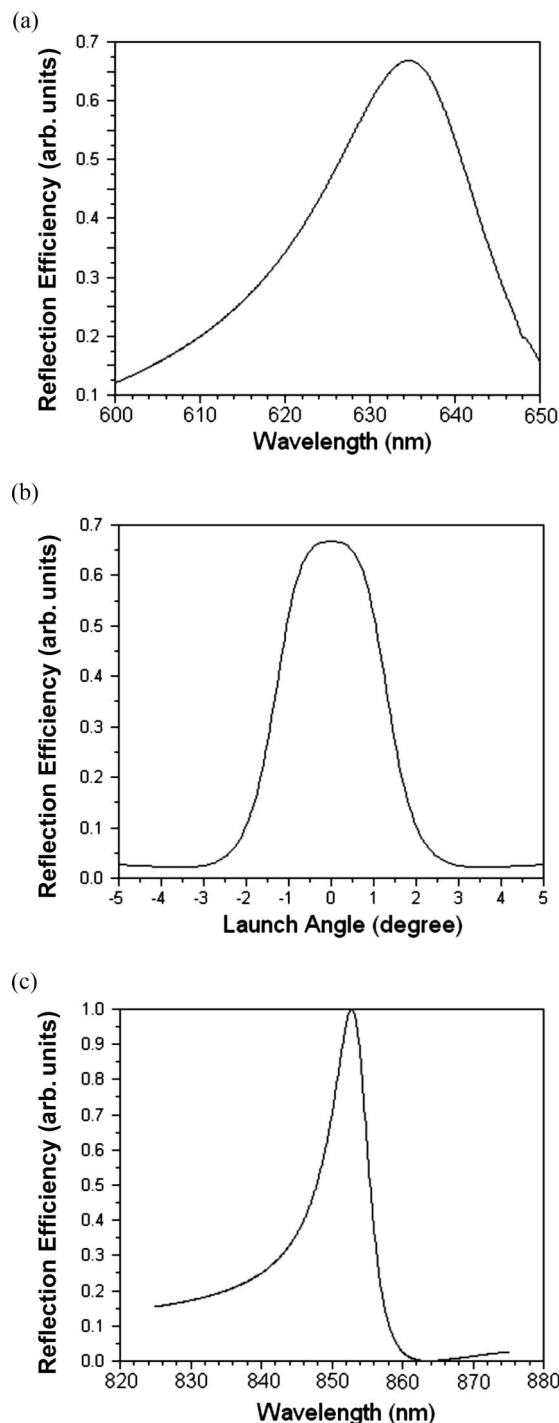 (a)
Reflection Efficiency (arb. units)
0.7
0.6
0.5
0.4
0.3
0.2
0.1
600 610 620 630 640 650
Wavelength (nm)
(b)
Reflection Efficiency (arb. units)
0.7
0.6
0.5
0.4
0.3
0.2
0.1
0.0
-5 -4 -3 -2 -1 0 1 2 3 4 5
Launch Angle (degree)
(c)
Reflection Efficiency (arb. units)
1.0
0.9
0.8
0.7
0.6
0.5
0.4
0.3
0.2
0.1
0.0
820 830 840 850 860 870 880
Wavelength (nm)